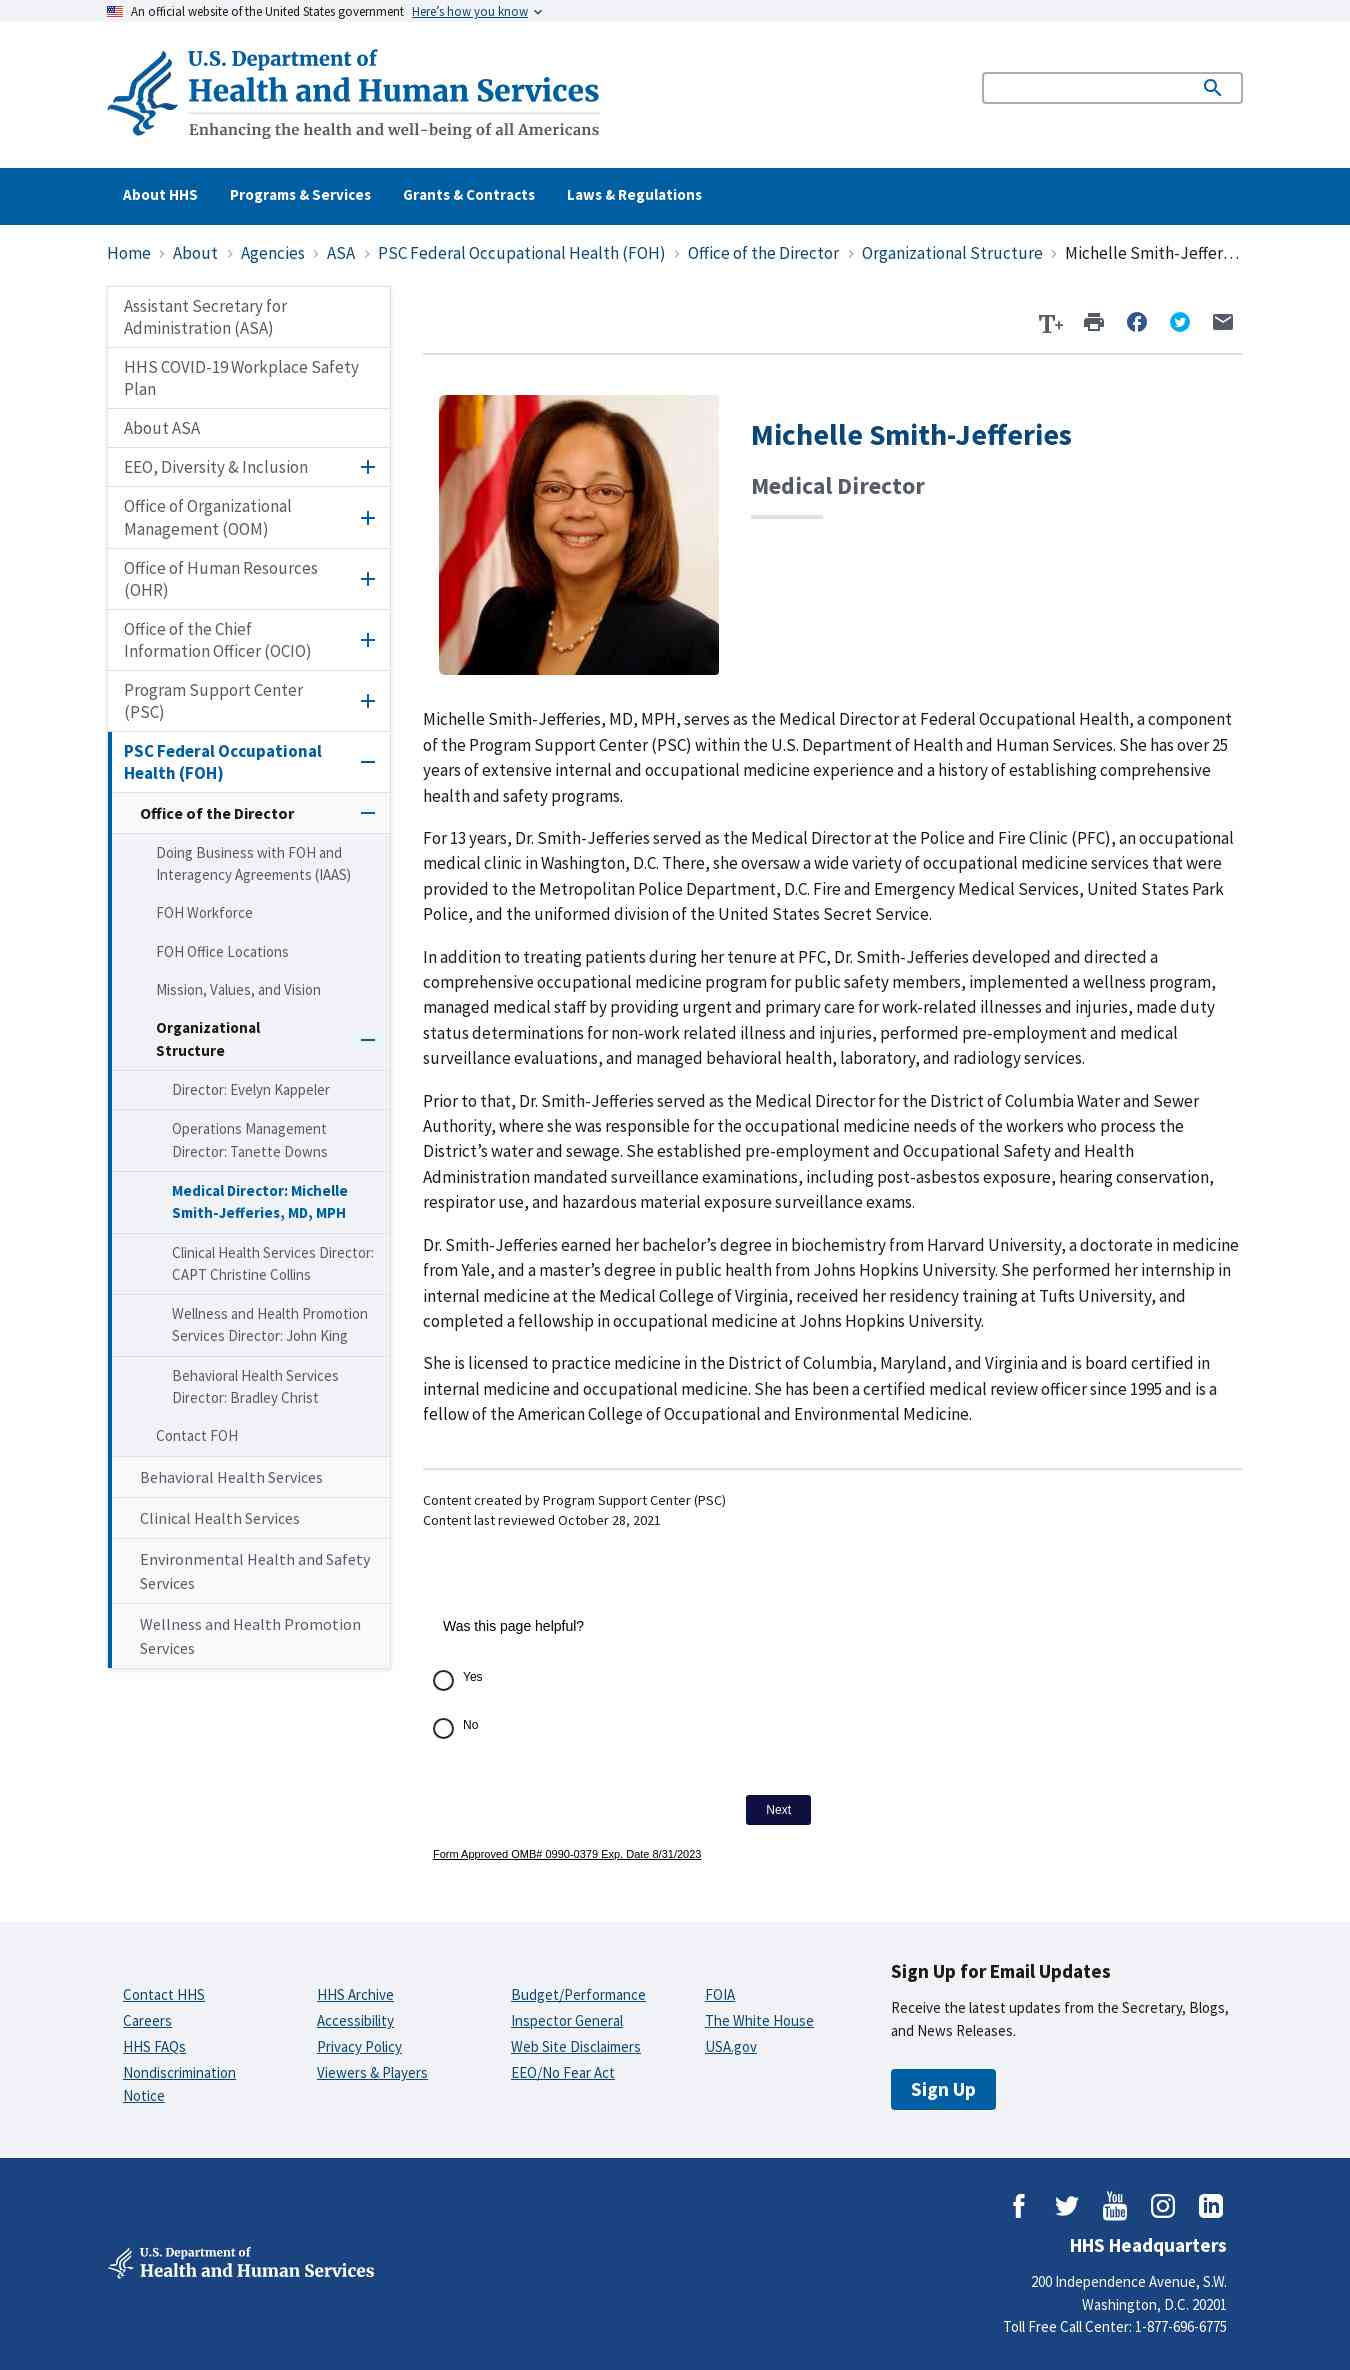 An official website of the United States government Here’s how you know
U.S. Department of
Health and Human Services
Enhancing the health and well-being of all Americans
About HHS Programs & Services Grants & Contracts Laws & Regulations
Home › About › Agencies › ASA › PSC Federal Occupational Health (FOH) › Office of the Director › Organizational Structure › Michelle Smith-Jeffer…
Assistant Secretary for
Administration (ASA)
HHS COVID-19 Workplace Safety
Plan
About ASA
EEO, Diversity & Inclusion
Office of Organizational
Management (OOM)
Office of Human Resources
(OHR)
Office of the Chief
Information Officer (OCIO)
Program Support Center
(PSC)
PSC Federal Occupational
Health (FOH)
Office of the Director
Doing Business with FOH and
Interagency Agreements (IAAS)
FOH Workforce
FOH Office Locations
Mission, Values, and Vision
Organizational
Structure
Director: Evelyn Kappeler
Operations Management
Director: Tanette Downs
Medical Director: Michelle
Smith-Jefferies, MD, MPH
Clinical Health Services Director:
CAPT Christine Collins
Wellness and Health Promotion
Services Director: John King
Behavioral Health Services
Director: Bradley Christ
Contact FOH
Behavioral Health Services
Clinical Health Services
Environmental Health and Safety
Services
Wellness and Health Promotion
Services
T+
Michelle Smith-Jefferies
Medical Director
Michelle Smith-Jefferies, MD, MPH, serves as the Medical Director at Federal Occupational Health, a component
of the Program Support Center (PSC) within the U.S. Department of Health and Human Services. She has over 25
years of extensive internal and occupational medicine experience and a history of establishing comprehensive
health and safety programs.
For 13 years, Dr. Smith-Jefferies served as the Medical Director at the Police and Fire Clinic (PFC), an occupational
medical clinic in Washington, D.C. There, she oversaw a wide variety of occupational medicine services that were
provided to the Metropolitan Police Department, D.C. Fire and Emergency Medical Services, United States Park
Police, and the uniformed division of the United States Secret Service.
In addition to treating patients during her tenure at PFC, Dr. Smith-Jefferies developed and directed a
comprehensive occupational medicine program for public safety members, implemented a wellness program,
managed medical staff by providing urgent and primary care for work-related illnesses and injuries, made duty
status determinations for non-work related illness and injuries, performed pre-employment and medical
surveillance evaluations, and managed behavioral health, laboratory, and radiology services.
Prior to that, Dr. Smith-Jefferies served as the Medical Director for the District of Columbia Water and Sewer
Authority, where she was responsible for the occupational medicine needs of the workers who process the
District’s water and sewage. She established pre-employment and Occupational Safety and Health
Administration mandated surveillance examinations, including post-asbestos exposure, hearing conservation,
respirator use, and hazardous material exposure surveillance exams.
Dr. Smith-Jefferies earned her bachelor’s degree in biochemistry from Harvard University, a doctorate in medicine
from Yale, and a master’s degree in public health from Johns Hopkins University. She performed her internship in
internal medicine at the Medical College of Virginia, received her residency training at Tufts University, and
completed a fellowship in occupational medicine at Johns Hopkins University.
She is licensed to practice medicine in the District of Columbia, Maryland, and Virginia and is board certified in
internal medicine and occupational medicine. She has been a certified medical review officer since 1995 and is a
fellow of the American College of Occupational and Environmental Medicine.
Content created by Program Support Center (PSC)
Content last reviewed October 28, 2021
Was this page helpful?
Yes
No
Next
Form Approved OMB# 0990-0379 Exp. Date 8/31/2023
Contact HHS
Careers
HHS FAQs
Nondiscrimination
Notice
HHS Archive
Accessibility
Privacy Policy
Viewers & Players
Budget/Performance
Inspector General
Web Site Disclaimers
EEO/No Fear Act
FOIA
The White House
USA.gov
Sign Up for Email Updates
Receive the latest updates from the Secretary, Blogs,
and News Releases.
Sign Up
You
Tube
U.S. Department of
Health and Human Services
HHS Headquarters
200 Independence Avenue, S.W.
Washington, D.C. 20201
Toll Free Call Center: 1-877-696-6775